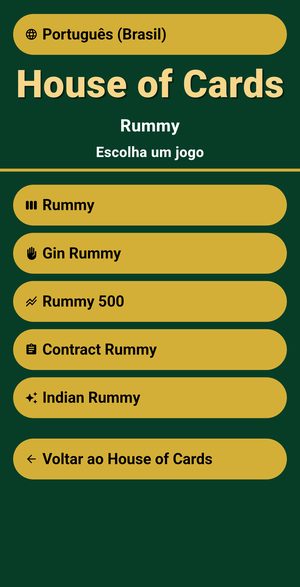 Português (Brasil)
House of Cards
Rummy
Escolha um jogo
Rummy
Gin Rummy
Rummy 500
Contract Rummy
Indian Rummy
Voltar ao House of Cards